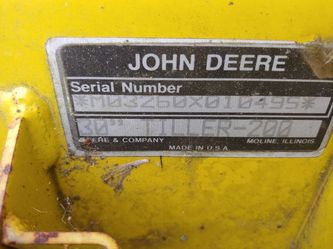 JOHN DEERE
Serial Number
*M03260X010495*
30" TILLER-200
DEERE & COMPANY MOLINE, ILLINOIS
MADE IN U.S.A.